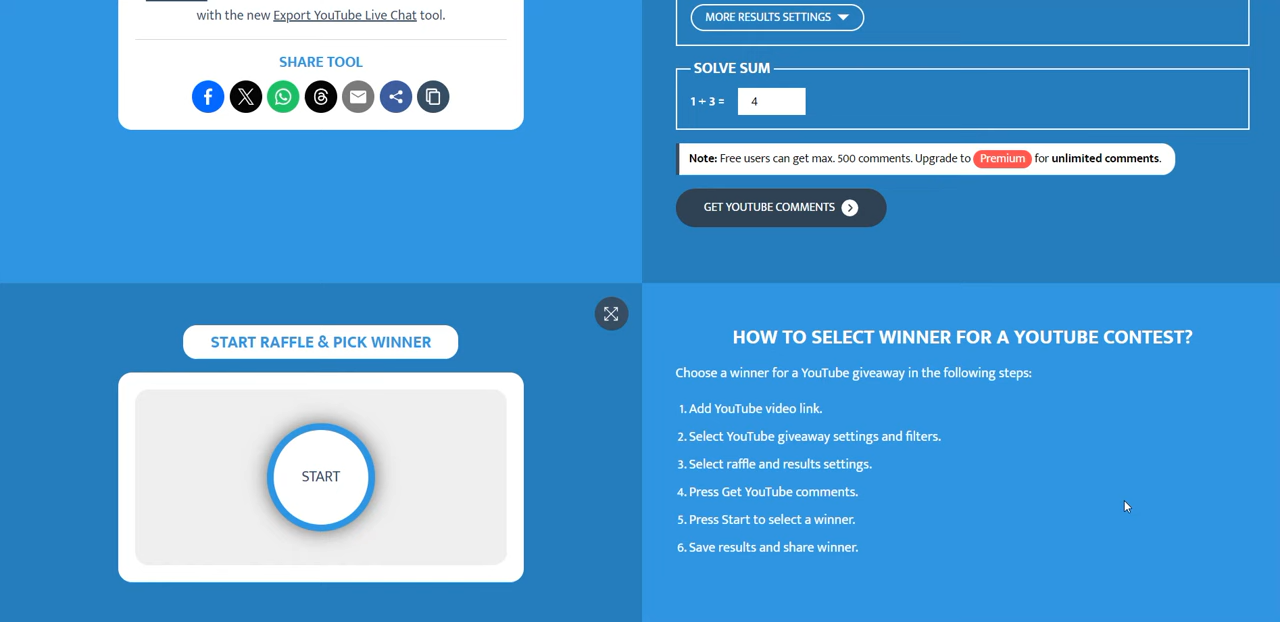 with the new Export YouTube Live Chat tool.
SHARE TOOL
MORE RESULTS SETTINGS
SOLVE SUM
1 + 3 = 4
Note: Free users can get max. 500 comments. Upgrade to Premium for unlimited comments.
GET YOUTUBE COMMENTS
START RAFFLE & PICK WINNER
START
HOW TO SELECT WINNER FOR A YOUTUBE CONTEST?
Choose a winner for a YouTube giveaway in the following steps:
1. Add YouTube video link.
2. Select YouTube giveaway settings and filters.
3. Select raffle and results settings.
4. Press Get YouTube comments.
5. Press Start to select a winner.
6. Save results and share winner.